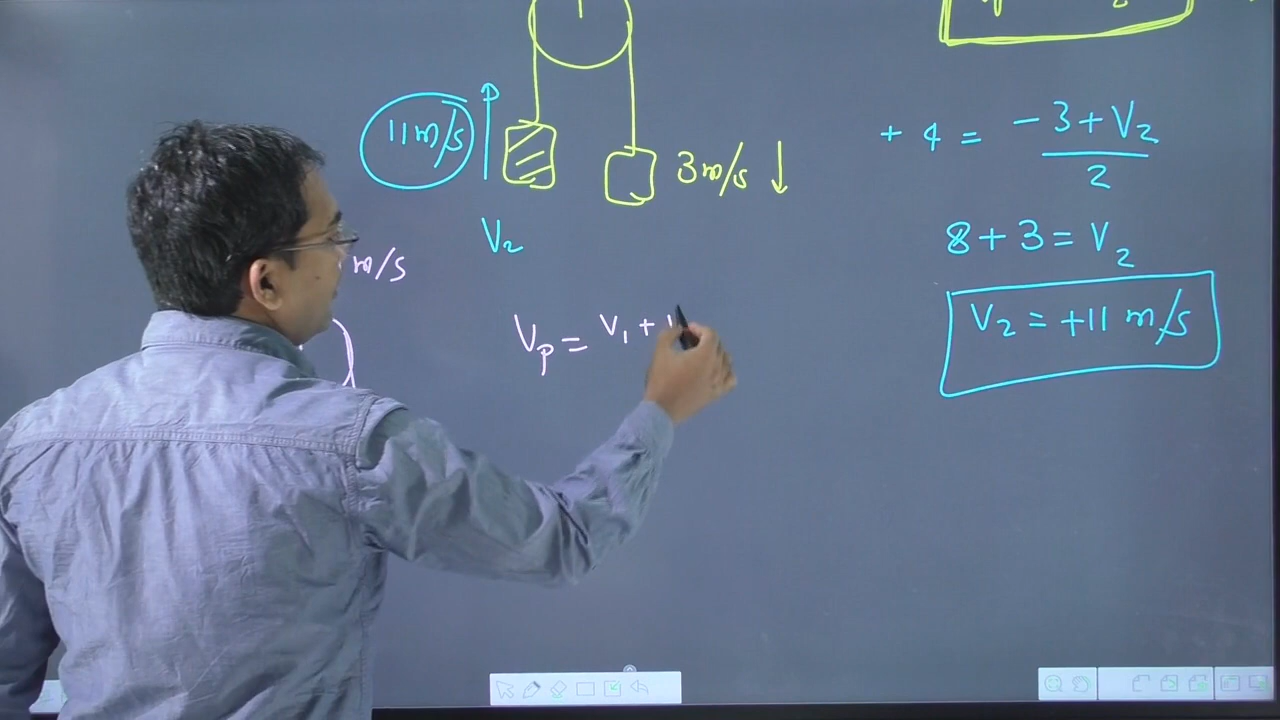 11 m/s
3 m/s ↓
V₂
m/s
Vₚ = V₁ +
+ 4 = (-3 + V₂)/2
8 + 3 = V₂
V₂ = +11 m/s